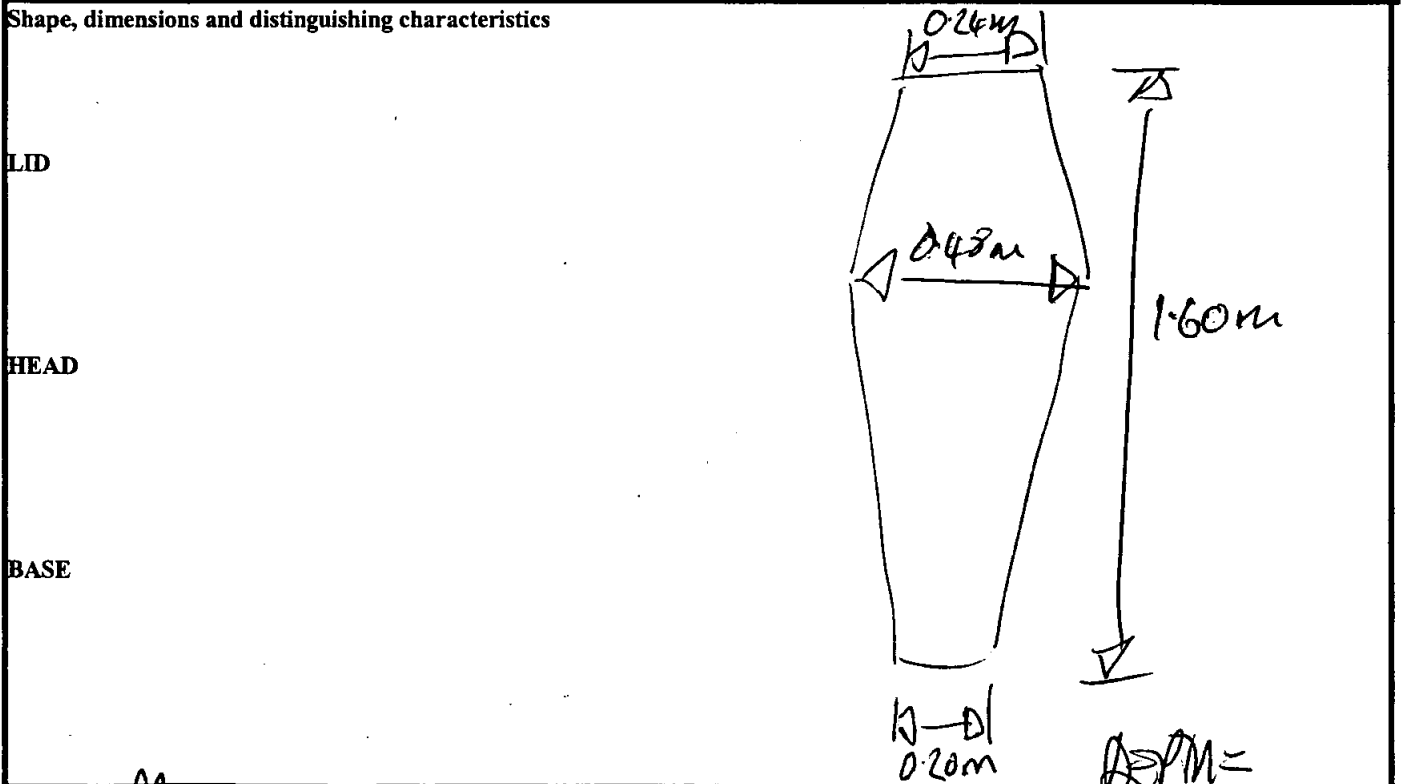 Shape, dimensions and distinguishing characteristics
0.24m
LID
0.43m
1.60m
HEAD
BASE
0.20m